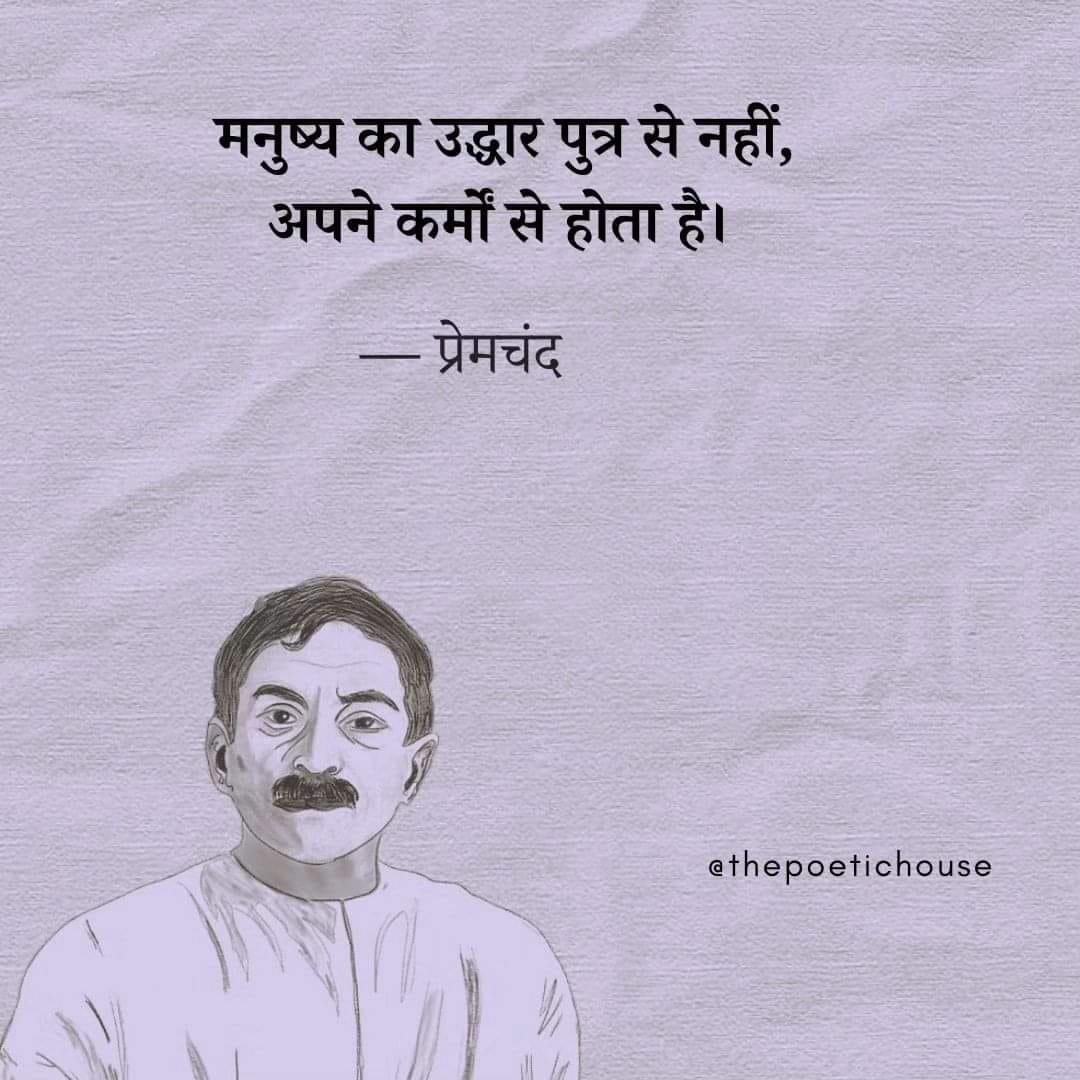 मनुष्य का उद्धार पुत्र से नहीं,
अपने कर्मों से होता है।
— प्रेमचंद
@thepoetichouse